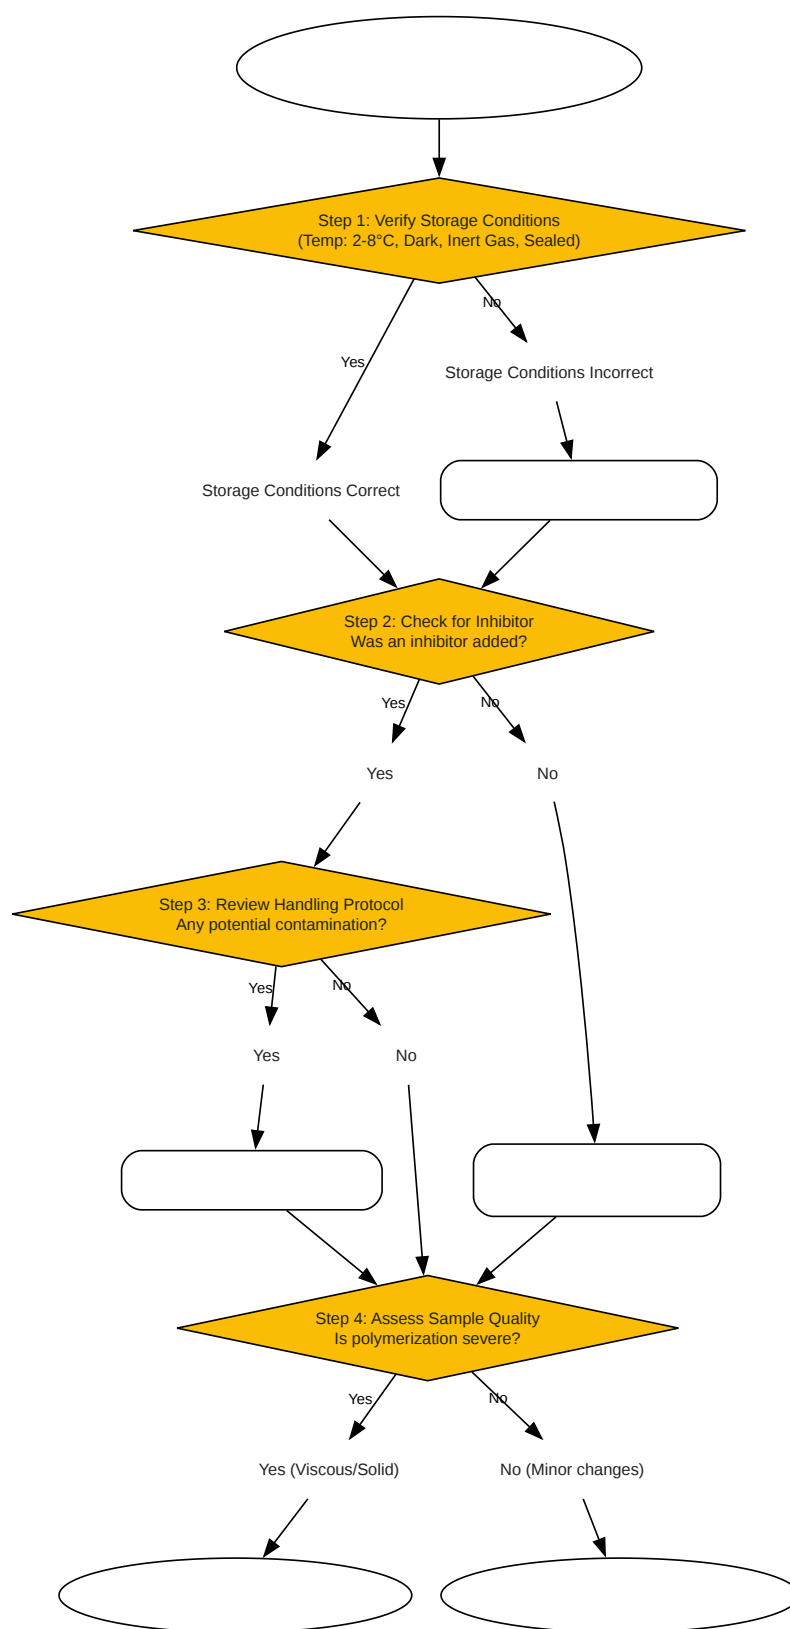 Step 1: Verify Storage Conditions
(Temp: 2-8°C, Dark, Inert Gas, Sealed)
No
Yes
Storage Conditions Incorrect
Storage Conditions Correct
Step 2: Check for Inhibitor
Was an inhibitor added?
Yes
No
Yes
No
Step 3: Review Handling Protocol
Any potential contamination?
Yes
No
Yes
No
Step 4: Assess Sample Quality
Is polymerization severe?
Yes
No
Yes (Viscous/Solid)
No (Minor changes)